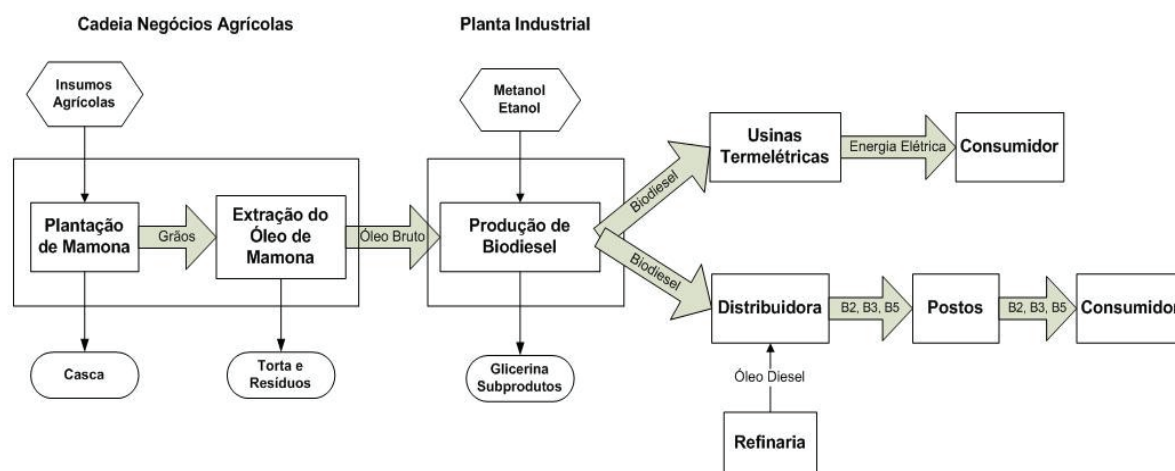 Cadeia Negócios Agrícolas
Planta Industrial
Insumos
Agrícolas
Metanol
Etanol
Usinas
Termelétricas
Energia Elétrica
Consumidor
Biodiesel
Plantação
de Mamona
Grãos
Extração do
Óleo de
Mamona
Óleo Bruto
Produção de
Biodiesel
Biodiesel
Distribuidora
B2, B3, B5
Postos
B2, B3, B5
Consumidor
Casca
Torta e
Resíduos
Glicerina
Subprodutos
Óleo Diesel
Refinaria